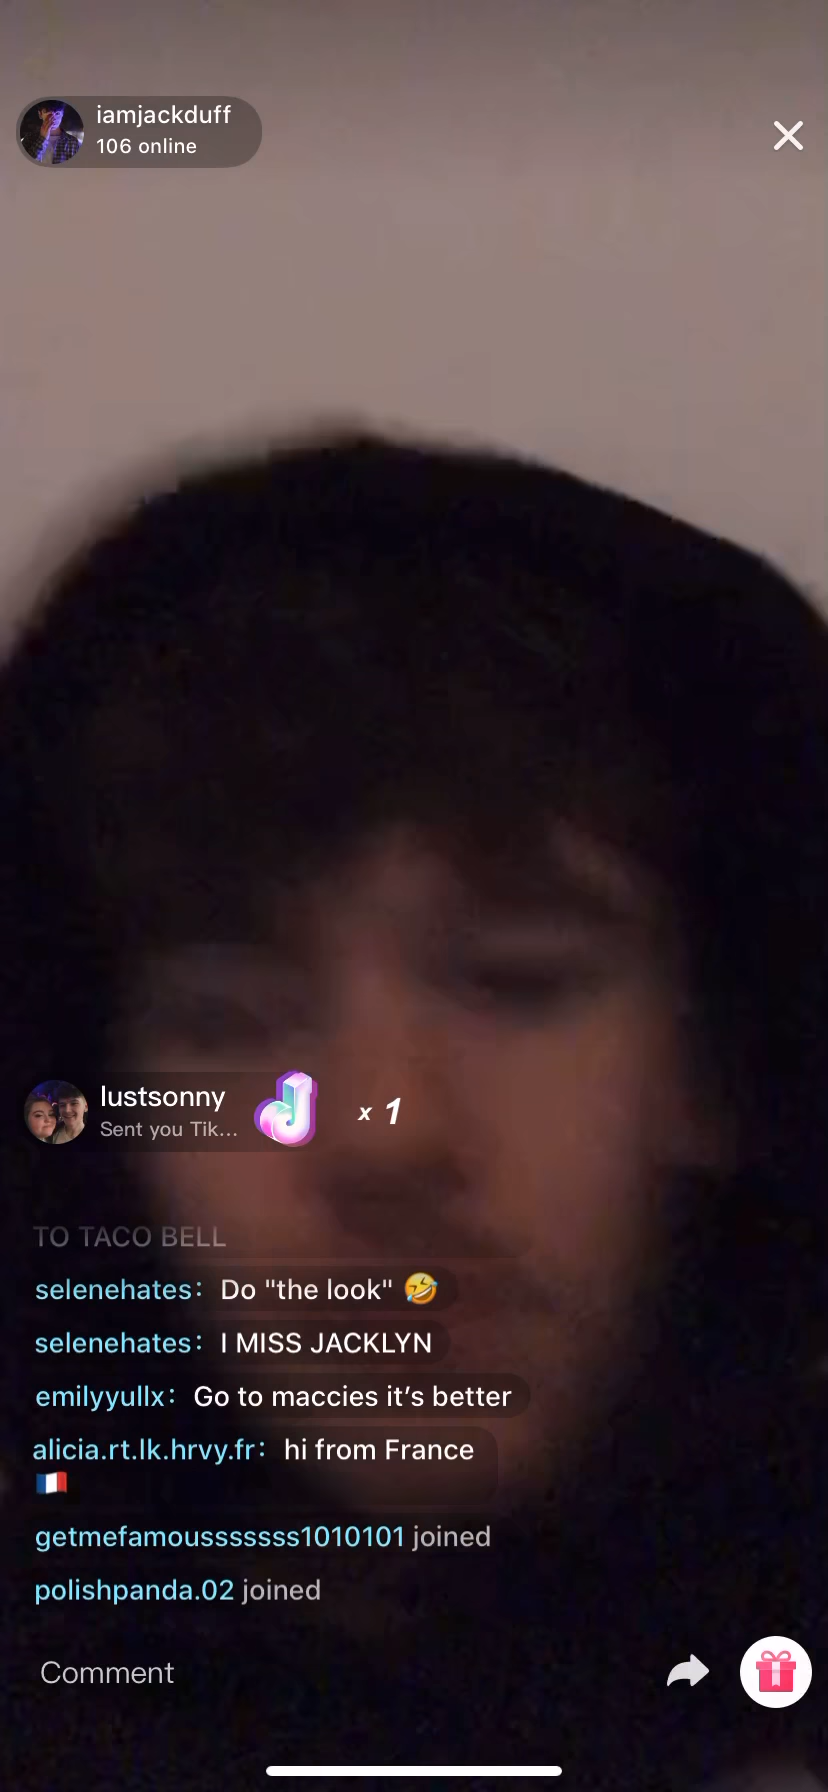 iamjackduff
106 online
lustsonny
Sent you Tik...
x 1
TO TACO BELL
selenehates: Do "the look" 🤣
selenehates: I MISS JACKLYN
emilyyullx: Go to maccies it’s better
alicia.rt.lk.hrvy.fr: hi from France
🇫🇷
getmefamousssssss1010101 joined
polishpanda.02 joined
Comment